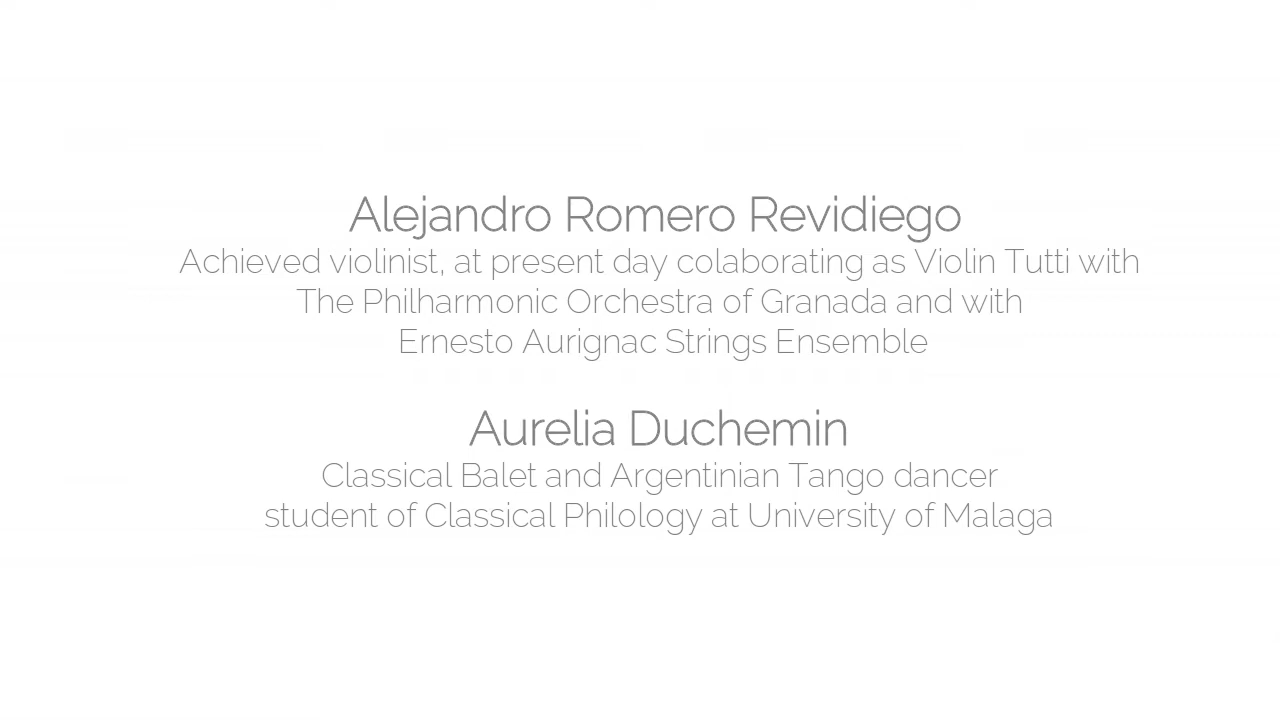 Alejandro Romero Revidiego
Achieved violinist, at present day colaborating as Violin Tutti with
The Philharmonic Orchestra of Granada and with
Ernesto Aurignac Strings Ensemble
Aurelia Duchemin
Classical Balet and Argentinian Tango dancer
student of Classical Philology at University of Malaga